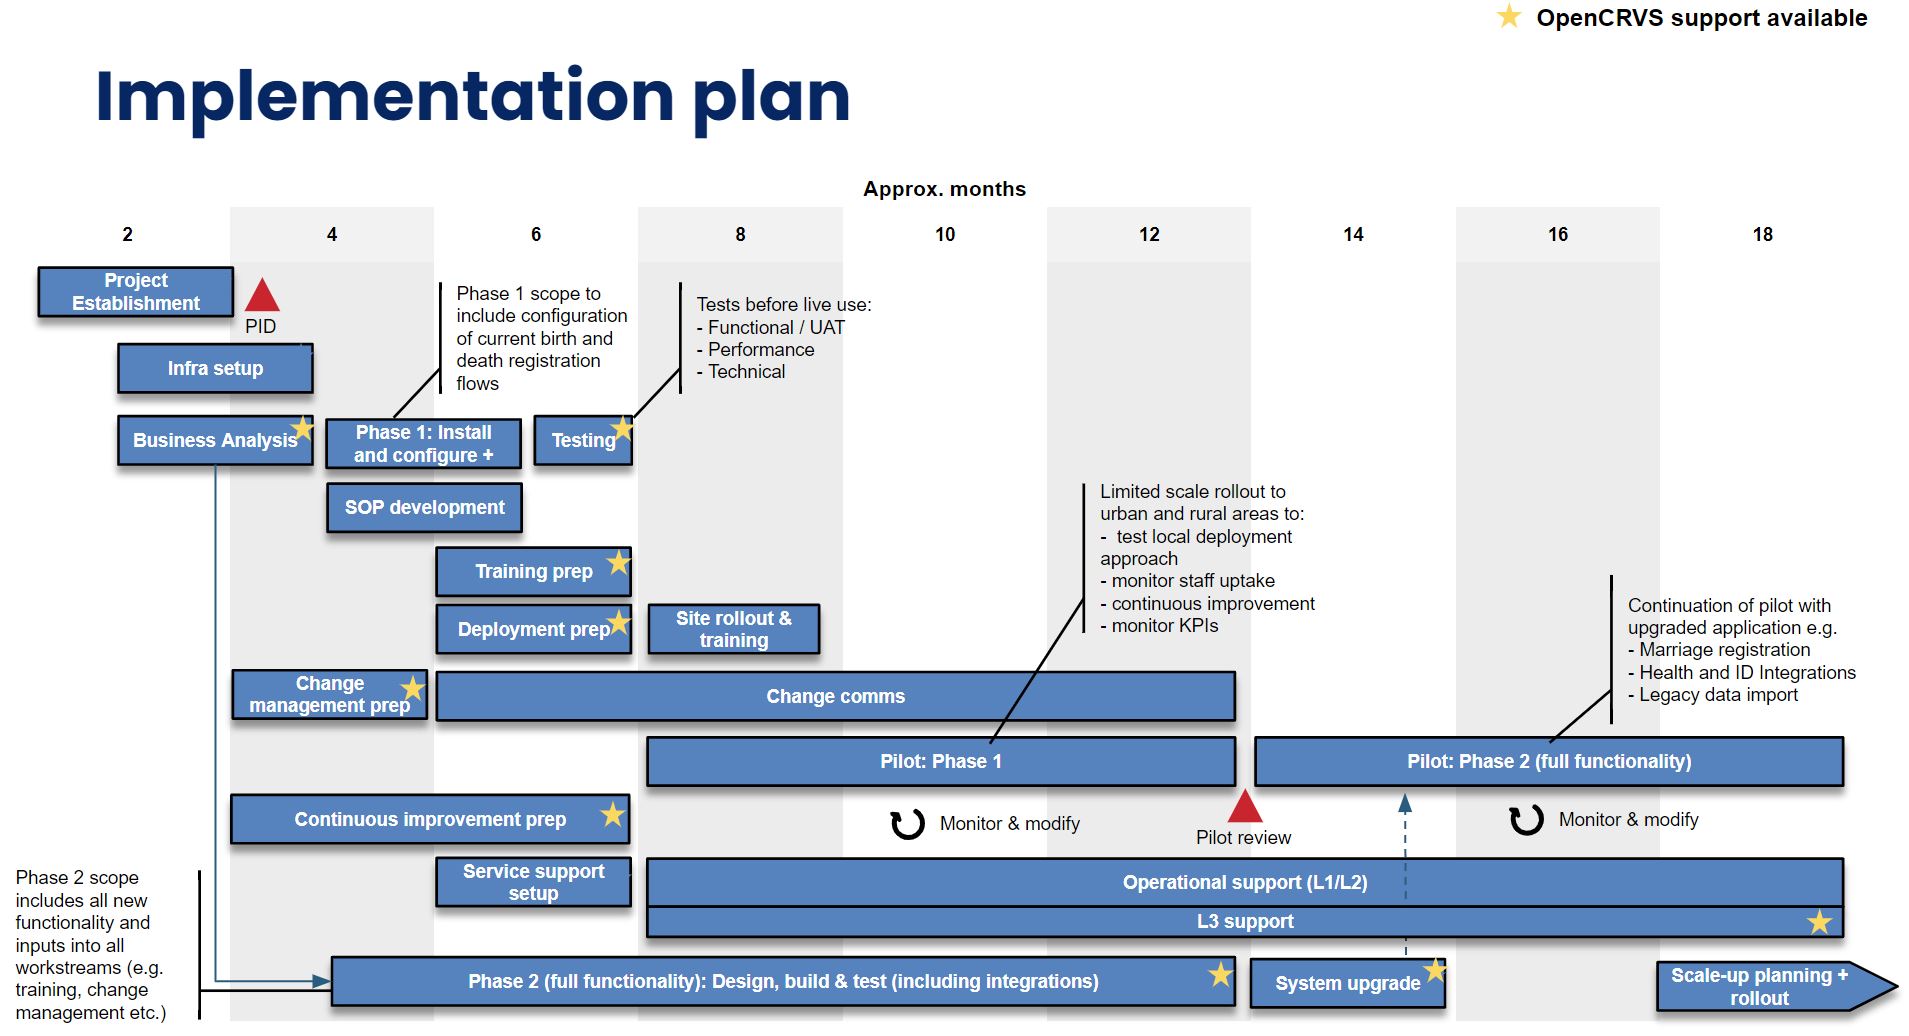 OpenCRVS support available
Implementation plan
Approx. months
2 4 6 8 10 12 14 16 18
Project
Establishment
PID
Infra setup
Phase 1 scope to
include configuration
of current birth and
death registration
flows
Tests before live use:
- Functional / UAT
- Performance
- Technical
Business Analysis
Phase 1: Install
and configure +
Testing
SOP development
Training prep
Deployment prep
Site rollout &
training
Limited scale rollout to
urban and rural areas to:
- test local deployment
approach
- monitor staff uptake
- continuous improvement
- monitor KPIs
Continuation of pilot with
upgraded application e.g.
- Marriage registration
- Health and ID Integrations
- Legacy data import
Change
management prep
Change comms
Pilot: Phase 1
Pilot: Phase 2 (full functionality)
Continuous improvement prep
Monitor & modify
Pilot review
Monitor & modify
Service support
setup
Operational support (L1/L2)
L3 support
Phase 2 scope
includes all new
functionality and
inputs into all
workstreams (e.g.
training, change
management etc.)
Phase 2 (full functionality): Design, build & test (including integrations)
System upgrade
Scale-up planning +
rollout